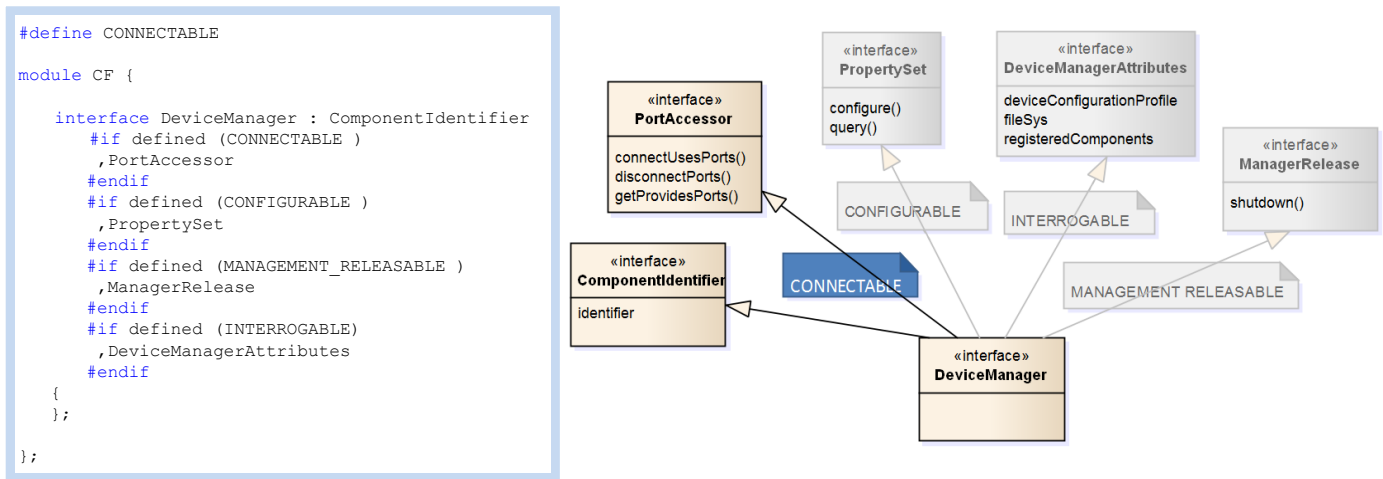 #define CONNECTABLE
module CF {
interface DeviceManager : ComponentIdentifier
#if defined (CONNECTABLE )
,PortAccessor
#endif
#if defined (CONFIGURABLE )
,PropertySet
#endif
#if defined (MANAGEMENT_RELEASABLE )
,ManagerRelease
#endif
#if defined (INTERROGABLE)
,DeviceManagerAttributes
#endif
{
};
};
«interface»
PortAccessor
connectUsesPorts()
disconnectPorts()
getProvidesPorts()
«interface»
PropertySet
configure()
query()
«interface»
DeviceManagerAttributes
deviceConfigurationProfile
fileSys
registeredComponents
«interface»
ManagerRelease
shutdown()
CONFIGURABLE
INTERROGABLE
«interface»
ComponentIdentifier
identifier
CONNECTABLE
MANAGEMENT RELEASABLE
«interface»
DeviceManager